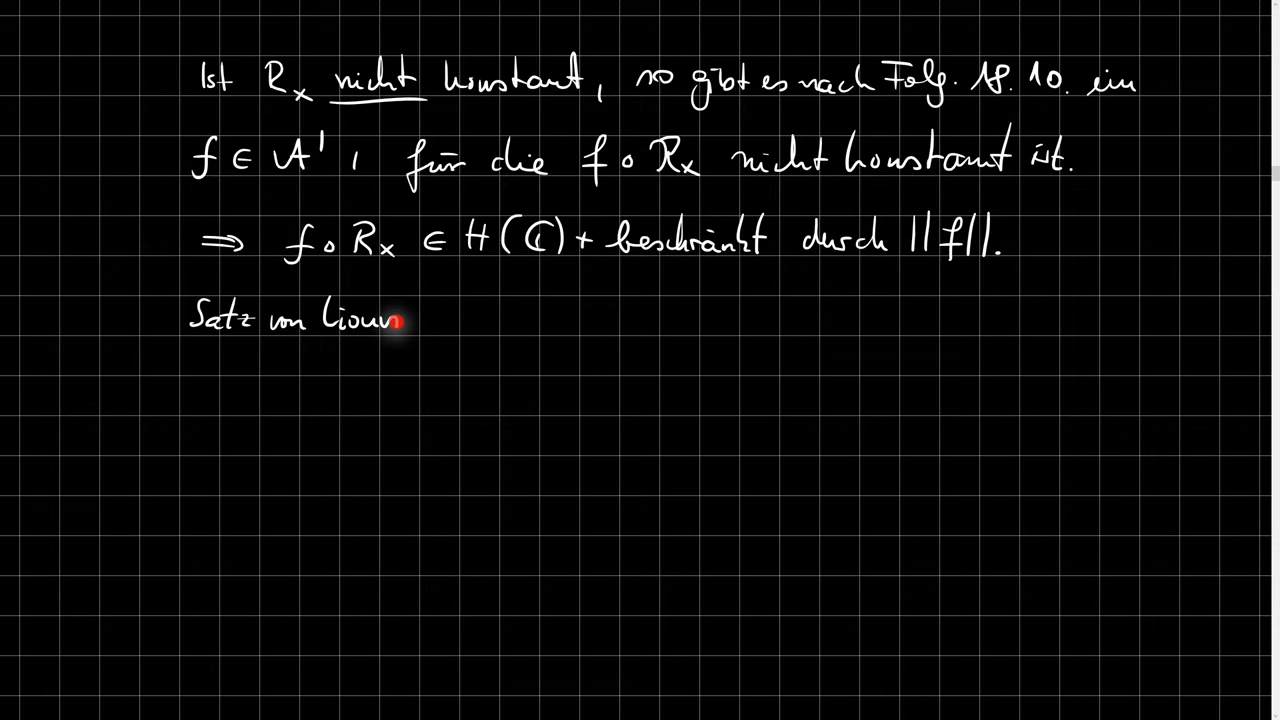 Ist R_x nicht konstant, so gibt es nach Folg. 18.10. ein
f ∈ A' , für die f ∘ R_x nicht konstant ist.
⇒ f ∘ R_x ∈ H(ℂ) + beschränkt durch ||f||.
Satz von Liouv